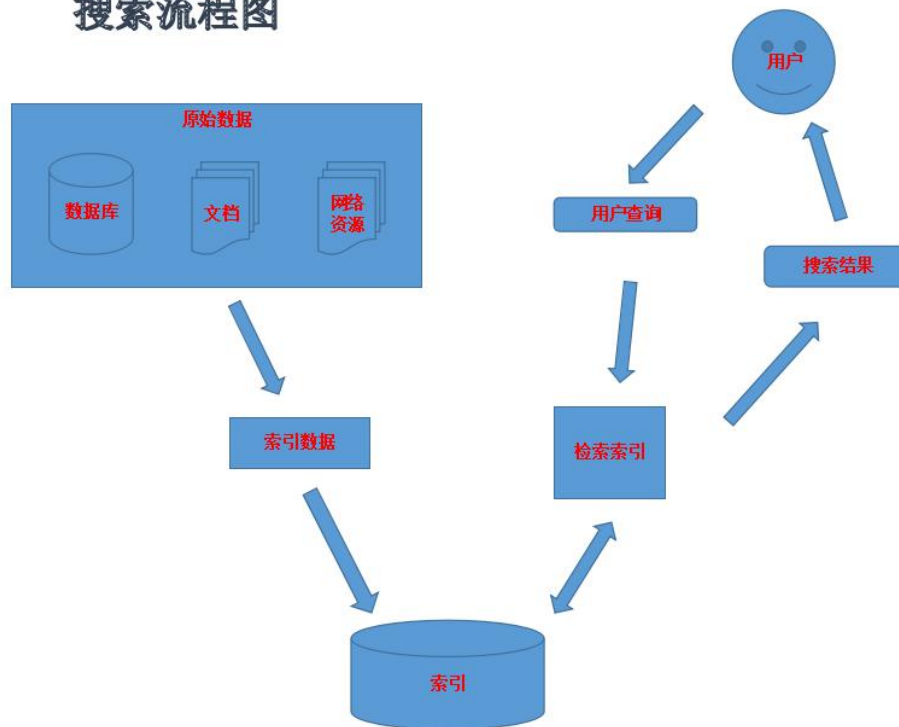 搜索流程图
用户
原始数据
数据库
文档
网络
资源
用户查询
搜索结果
索引数据
检索索引
索引